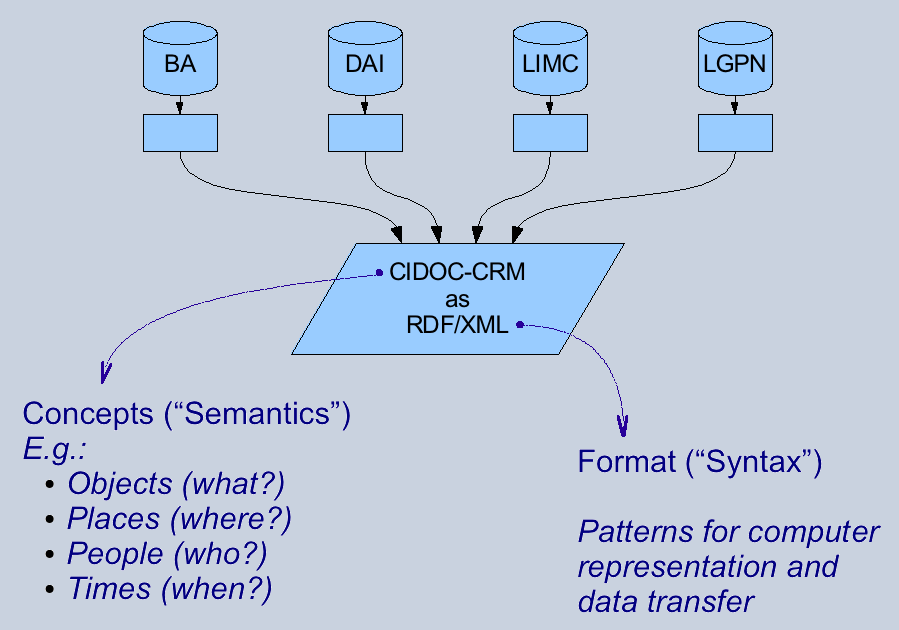 BA
DAI
LIMC
LGPN
CIDOC-CRM
as
RDF/XML
Concepts (“Semantics”)
E.g.:
• Objects (what?)
• Places (where?)
• People (who?)
• Times (when?)
Format (“Syntax”)
Patterns for computer
representation and
data transfer